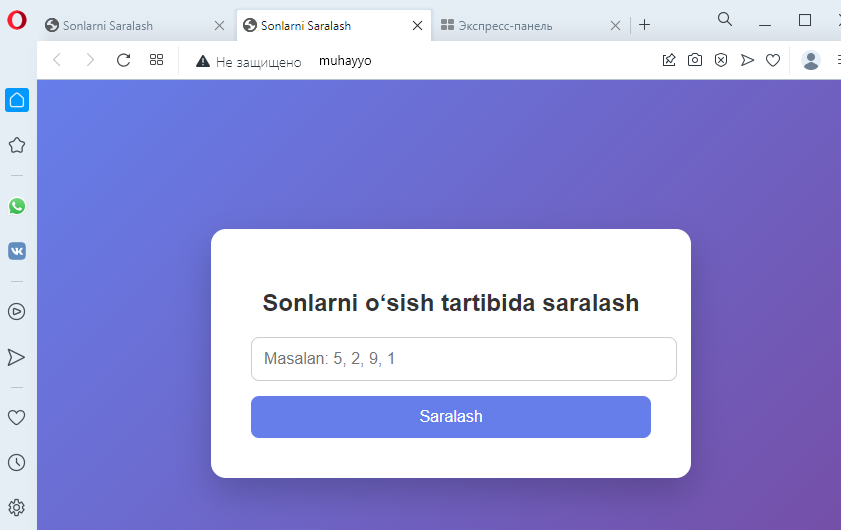 Sonlarni Saralash
Sonlarni Saralash
Экспресс-панель
Не защищено
muhayyo
Sonlarni o‘sish tartibida saralash
Masalan: 5, 2, 9, 1
Saralash